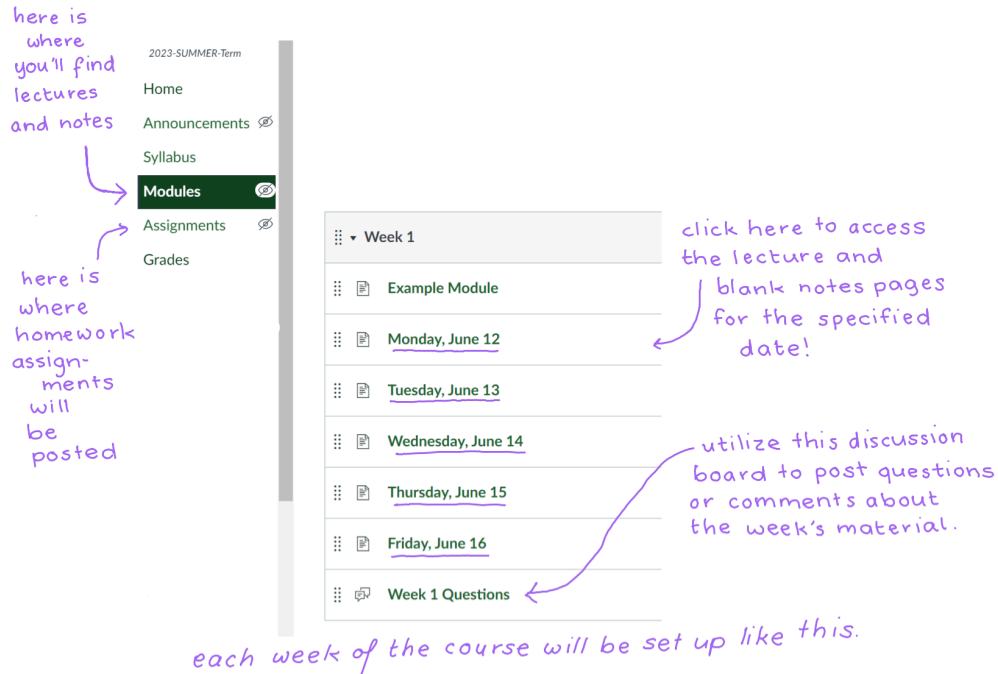 here is
where
you'll find
lectures
and notes
2023-SUMMER-Term
Home
Announcements
Syllabus
Modules
Assignments
Grades
here is
where
homework
assign-
ments
will
be
posted
Week 1
Example Module
Monday, June 12
Tuesday, June 13
Wednesday, June 14
Thursday, June 15
Friday, June 16
Week 1 Questions
click here to access
the lecture and
blank notes pages
for the specified
date!
utilize this discussion
board to post questions
or comments about
the week's material.
each week of the course will be set up like this.